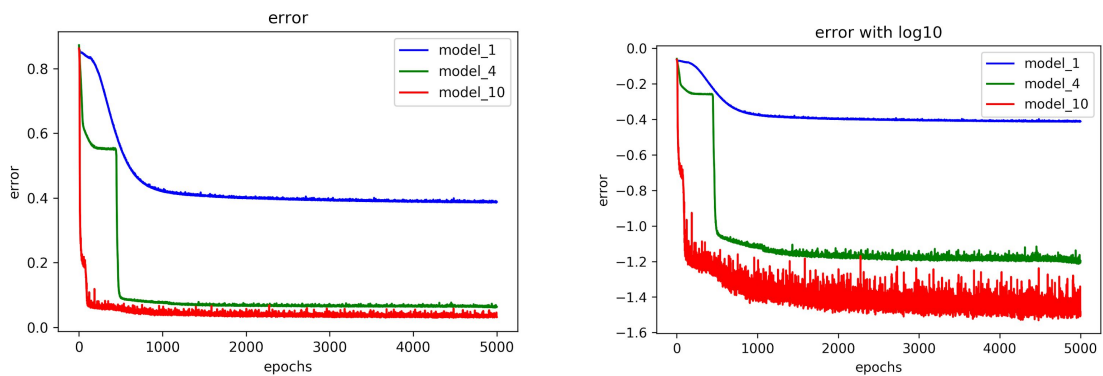 error
0.8
0.6
0.4
0.2
0.0
error
0 1000 2000 3000 4000 5000
epochs
model_1
model_4
model_10
error with log10
0.0
−0.2
−0.4
−0.6
−0.8
−1.0
−1.2
−1.4
−1.6
error
0 1000 2000 3000 4000 5000
epochs
model_1
model_4
model_10